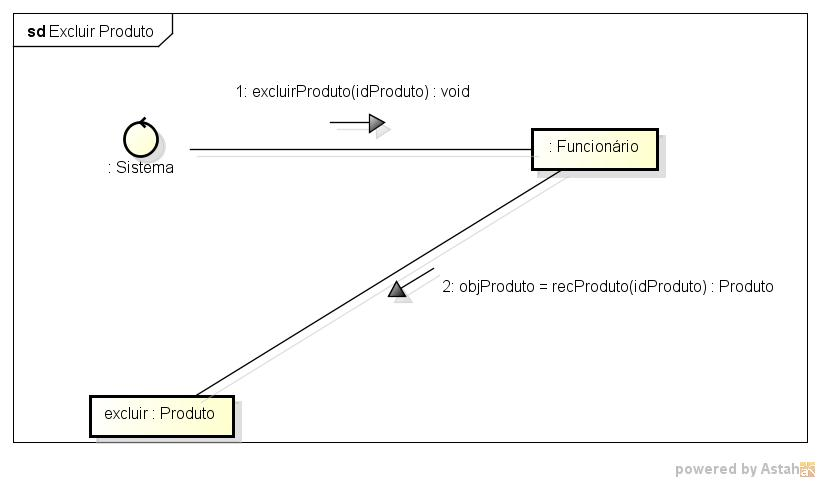 sd Excluir Produto
1: excluirProduto(idProduto) : void
: Sistema
: Funcionário
2: objProduto = recProduto(idProduto) : Produto
excluir : Produto
powered by Astah